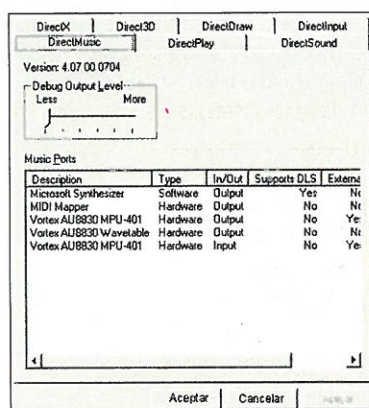 DirectX Direct3D DirectDraw DirectInput
DirectMusic DirectPlay DirectSound
Version: 4.07.00.0704
Debug Output Level
Less More
Music Ports
Description Type In/Out Supports DLS Externa
Microsoft Synthesizer Software Output Yes No
MIDI Mapper Hardware Output No No
Vortex AU8830 MPU-401 Hardware Output No Ye
Vortex AU8830 Wavetable Hardware Output No No
Vortex AU8830 MPU-401 Hardware Input No Ye
Aceptar Cancelar